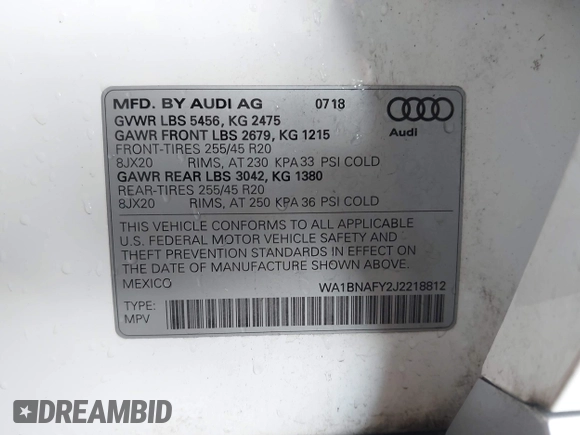 MFD. BY AUDI AG 0718
GVWR LBS 5456, KG 2475
GAWR FRONT LBS 2679, KG 1215
FRONT-TIRES 255/45 R20
8JX20 RIMS, AT 230 KPA 33 PSI COLD
GAWR REAR LBS 3042, KG 1380
REAR-TIRES 255/45 R20
8JX20 RIMS, AT 250 KPA 36 PSI COLD
Audi
THIS VEHICLE CONFORMS TO ALL APPLICABLE
U.S. FEDERAL MOTOR VEHICLE SAFETY AND
THEFT PREVENTION STANDARDS IN EFFECT ON
THE DATE OF MANUFACTURE SHOWN ABOVE.
MEXICO WA1BNAFY2J2218812
TYPE:
MPV
DREAMBID